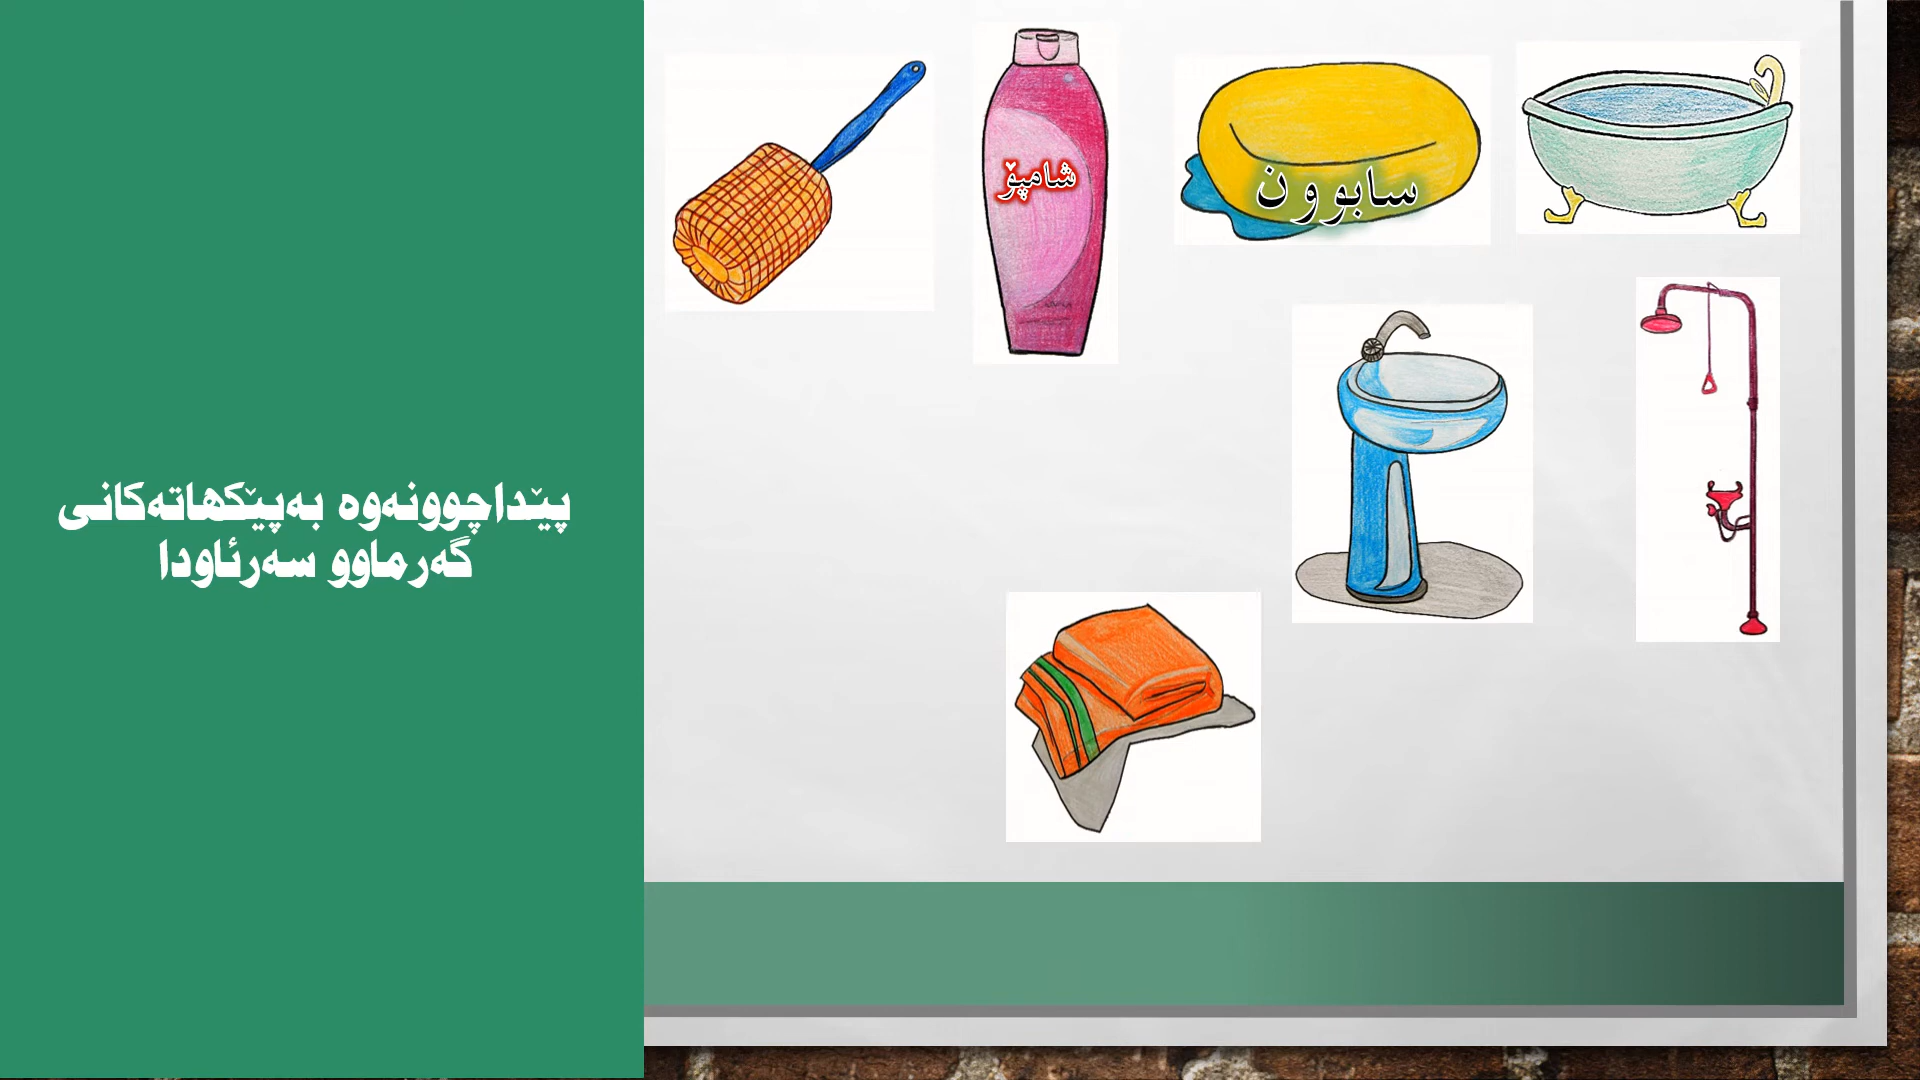 پێداچوونەوە بەپێکهاتەکانی
گەرماوو سەرئاودا
شامپۆ
سابوون